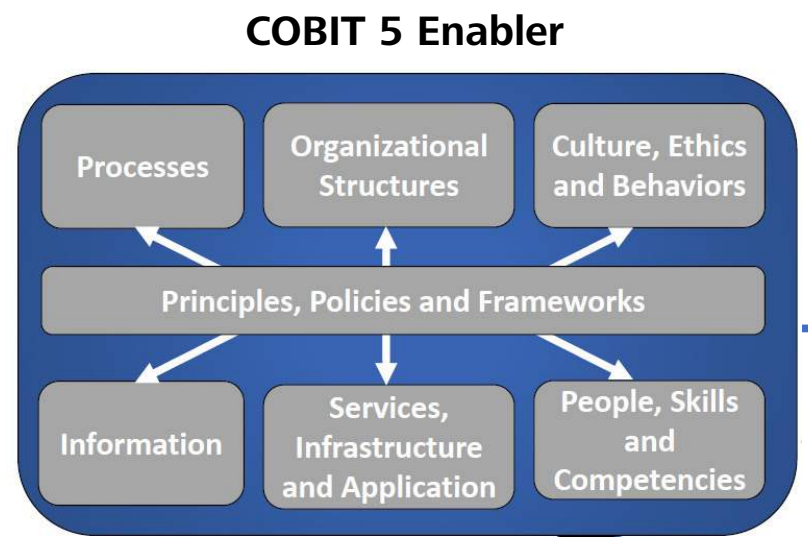 COBIT 5 Enabler
Processes
Organizational
Structures
Culture, Ethics
and Behaviors
Principles, Policies and Frameworks
Information
Services,
Infrastructure
and Application
People, Skills
and
Competencies